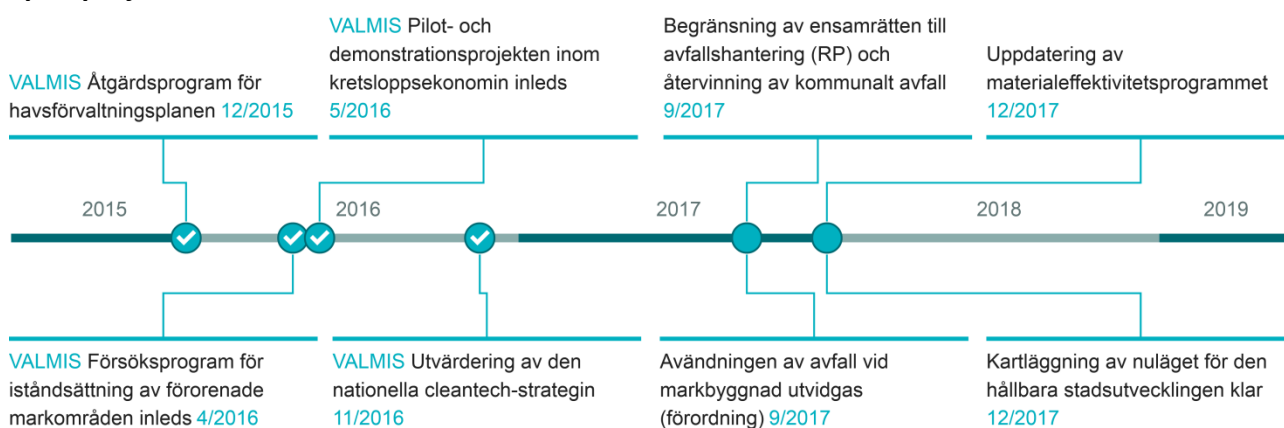 VALMIS Åtgärdsprogram för
havsförvaltningsplanen 12/2015
VALMIS Pilot- och
demonstrationsprojekten inom
kretsloppsekonomin inleds
5/2016
Begränsning av ensamrätten till
avfallshantering (RP) och
återvinning av kommunalt avfall
9/2017
Uppdatering av
materialeffektivitetsprogrammet
12/2017
2015
2016
2017
2018
2019
VALMIS Försöksprogram för
iståndsättning av förorenade
markområden inleds 4/2016
VALMIS Utvärdering av den
nationella cleantech-strategin
11/2016
Avändningen av avfall vid
markbyggnad utvidgas
(förordning) 9/2017
Kartläggning av nuläget för den
hållbara stadsutvecklingen klar
12/2017